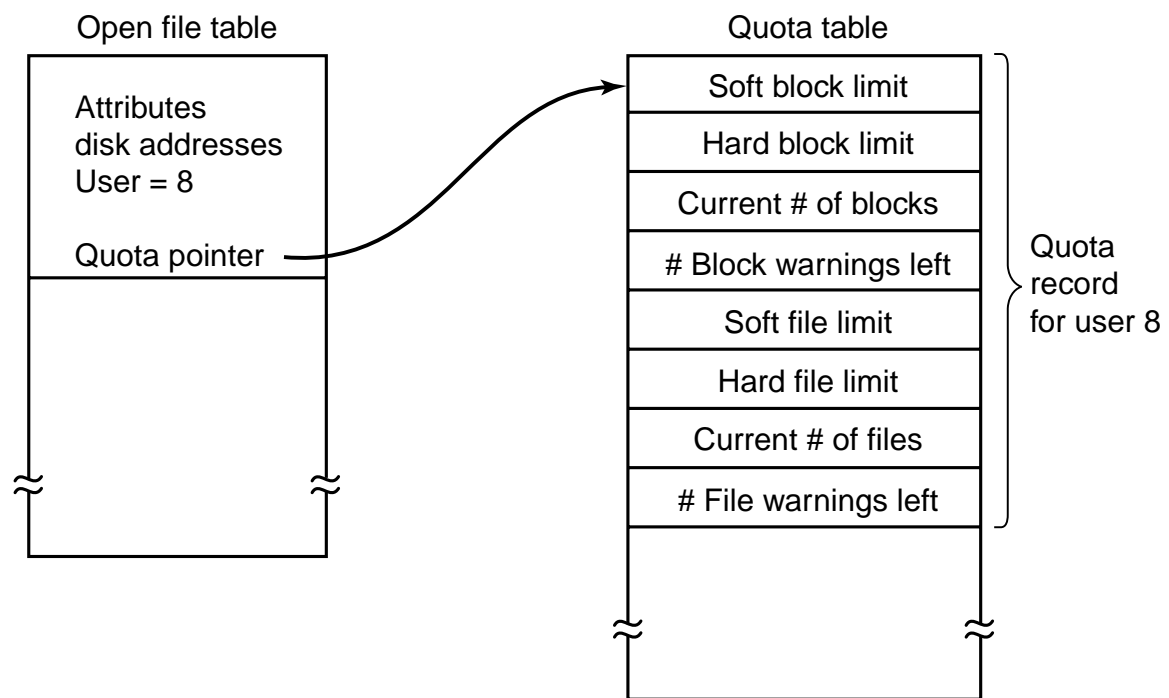 Open file table
Attributes
disk addresses
User = 8
Quota pointer
Quota table
Soft block limit
Hard block limit
Current # of blocks
# Block warnings left
Soft file limit
Hard file limit
Current # of files
# File warnings left
Quota
record
for user 8